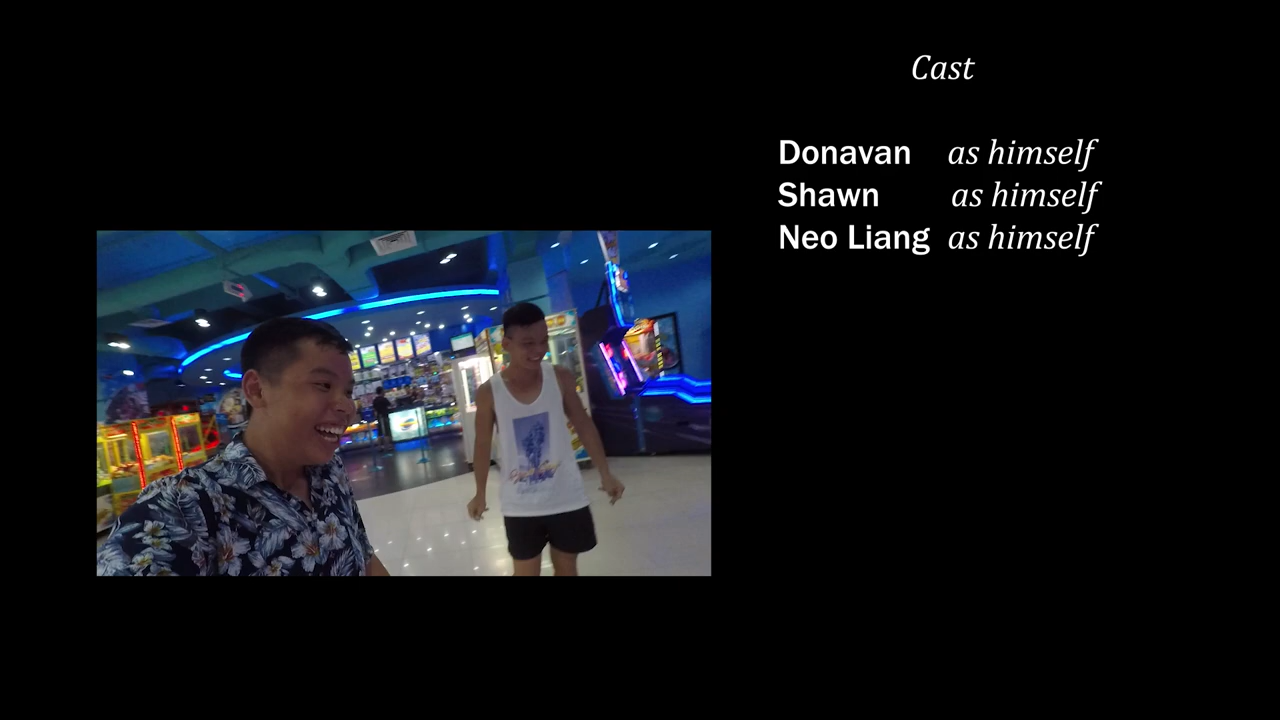 Cast
Donavan as himself
Shawn as himself
Neo Liang as himself